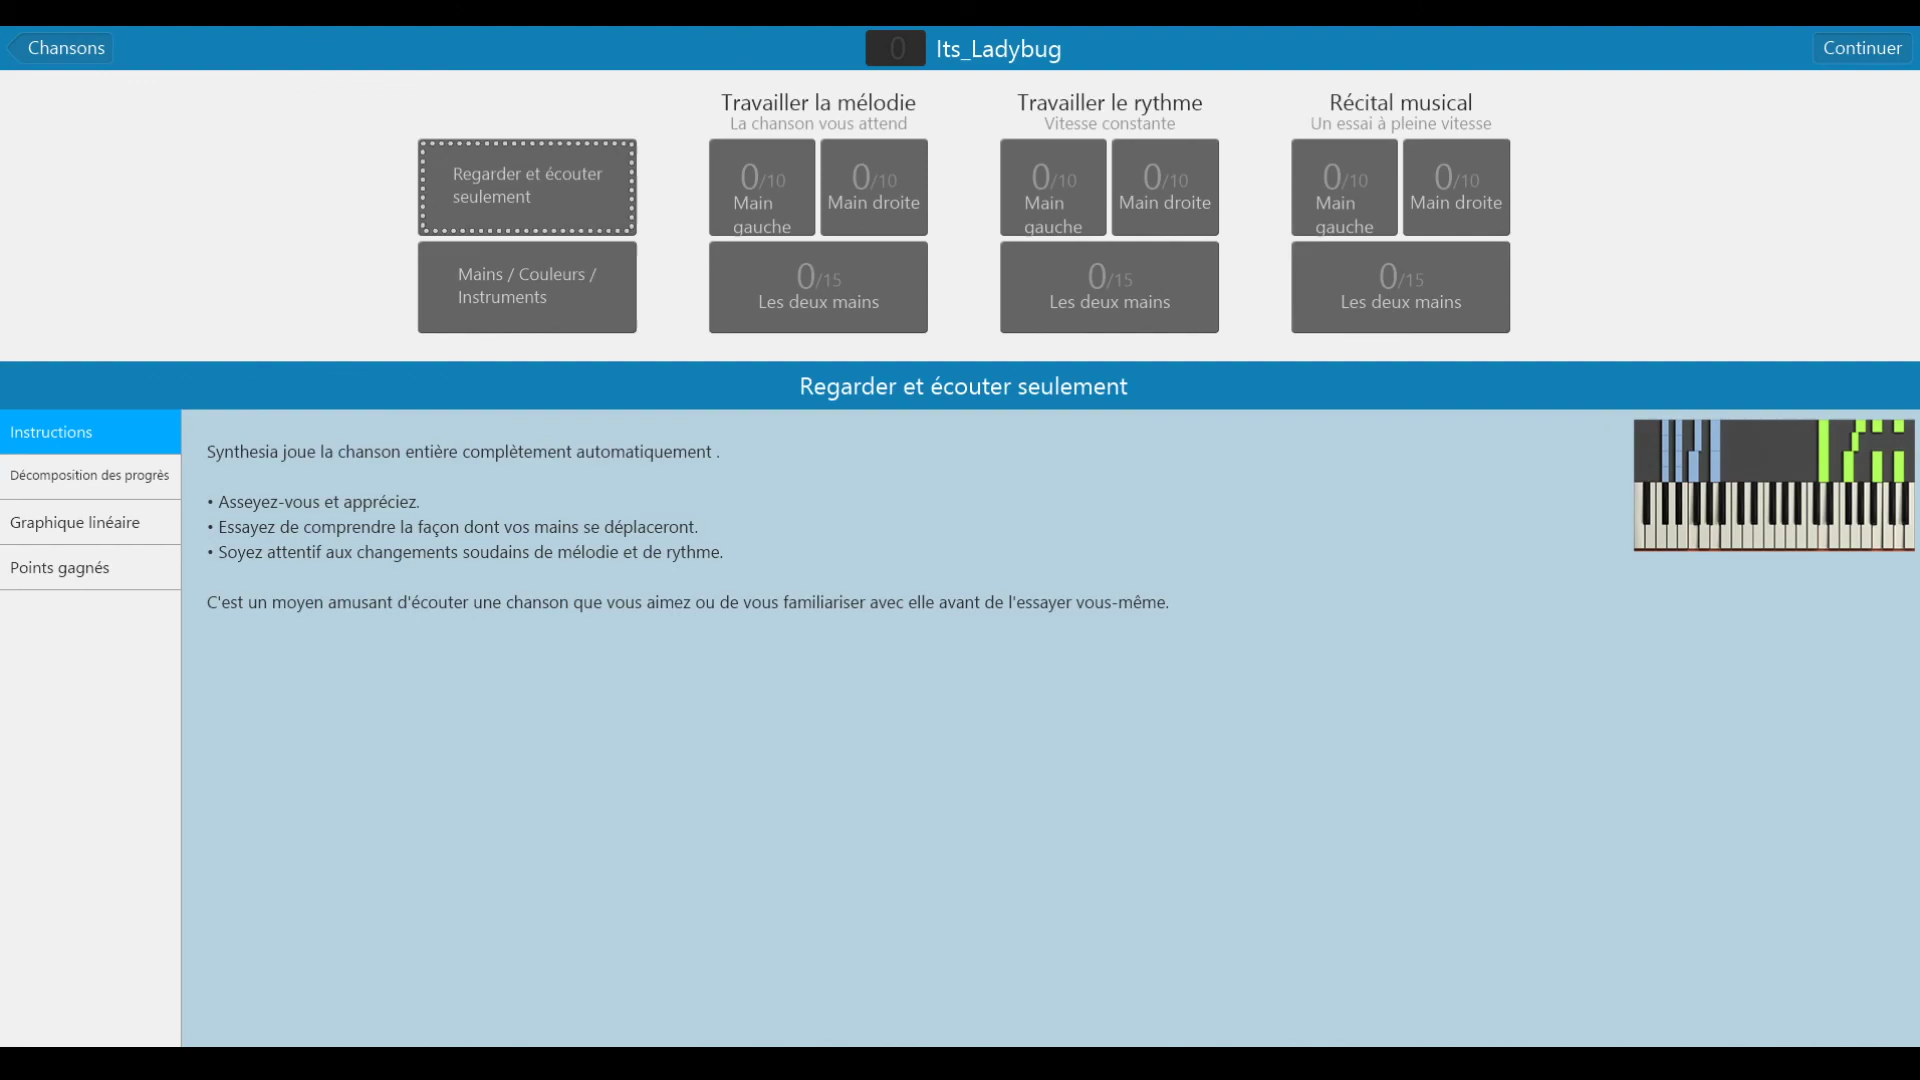 Chansons
0 Its_Ladybug
Continuer
Travailler la mélodie
La chanson vous attend
Travailler le rythme
Vitesse constante
Récital musical
Un essai à pleine vitesse
Regarder et écouter
seulement
0/10
Main
gauche
0/10
Main droite
0/10
Main
gauche
0/10
Main droite
0/10
Main
gauche
0/10
Main droite
Mains / Couleurs /
Instruments
0/15
Les deux mains
0/15
Les deux mains
0/15
Les deux mains
Regarder et écouter seulement
Instructions
Décomposition des progrès
Graphique linéaire
Points gagnés
Synthesia joue la chanson entière complètement automatiquement .
• Asseyez-vous et appréciez.
• Essayez de comprendre la façon dont vos mains se déplaceront.
• Soyez attentif aux changements soudains de mélodie et de rythme.
C'est un moyen amusant d'écouter une chanson que vous aimez ou de vous familiariser avec elle avant de l'essayer vous-même.